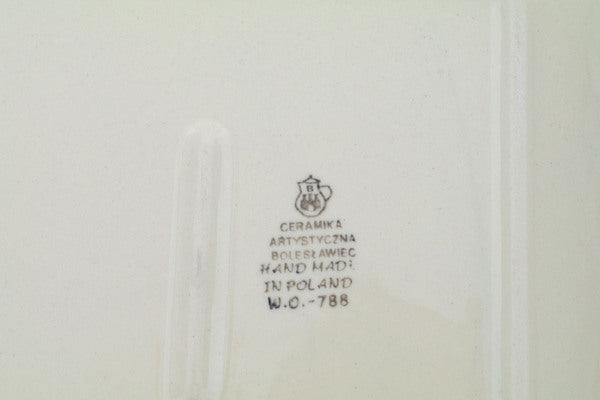 B
CERAMIKA
ARTYSTYCZNA
BOLESŁAWIEC
HAND MADE
IN POLAND
W.O.-788